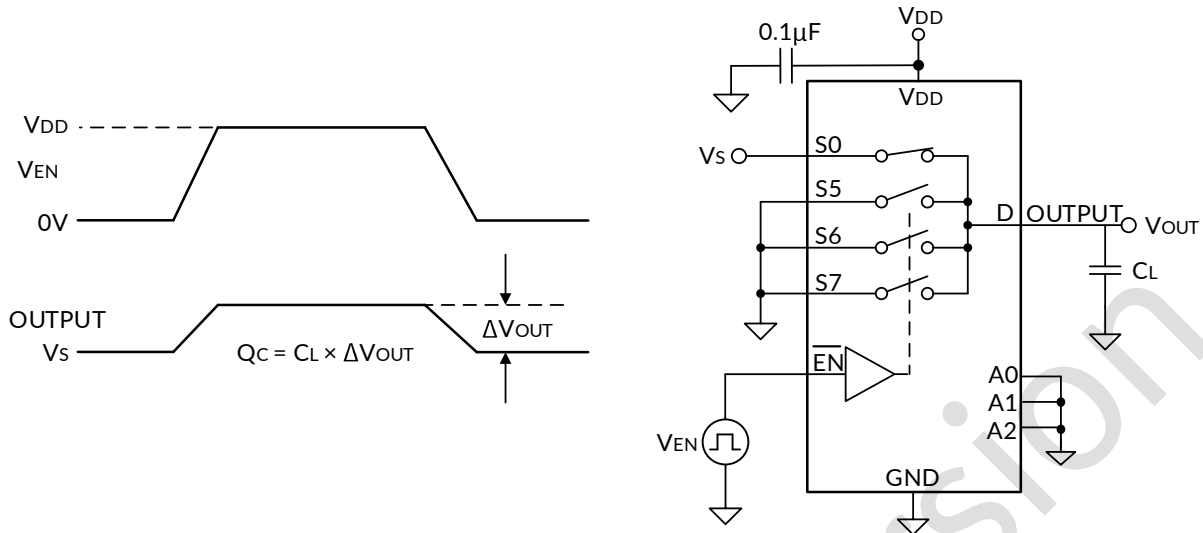 VDD
VEN
0V
OUTPUT
VS
QC = CL × ΔVOUT
ΔVOUT
VDD
0.1μF
VDD
VS
S0
S5
S6
S7
D
OUTPUT
VOUT
CL
EN
A0
A1
A2
VEN
GND
sion